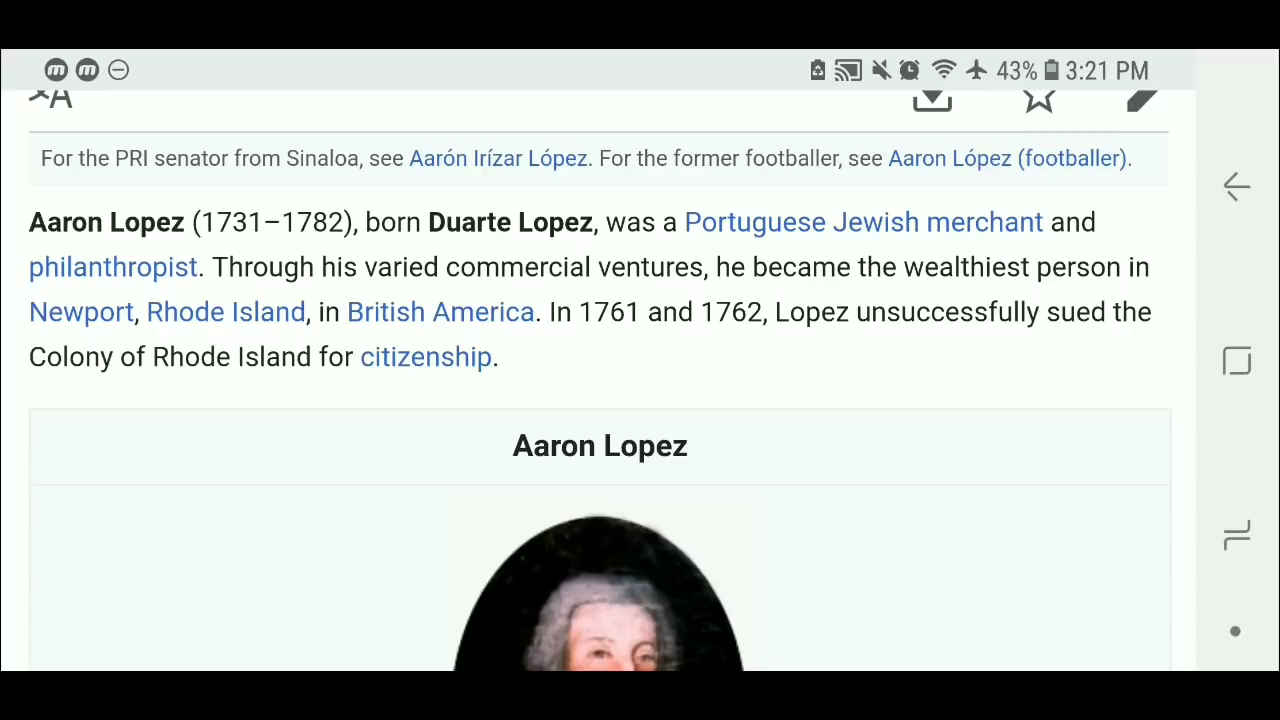 43% 3:21 PM
For the PRI senator from Sinaloa, see Aarón Irízar López. For the former footballer, see Aaron López (footballer).
Aaron Lopez (1731–1782), born Duarte Lopez, was a Portuguese Jewish merchant and
philanthropist. Through his varied commercial ventures, he became the wealthiest person in
Newport, Rhode Island, in British America. In 1761 and 1762, Lopez unsuccessfully sued the
Colony of Rhode Island for citizenship.
Aaron Lopez